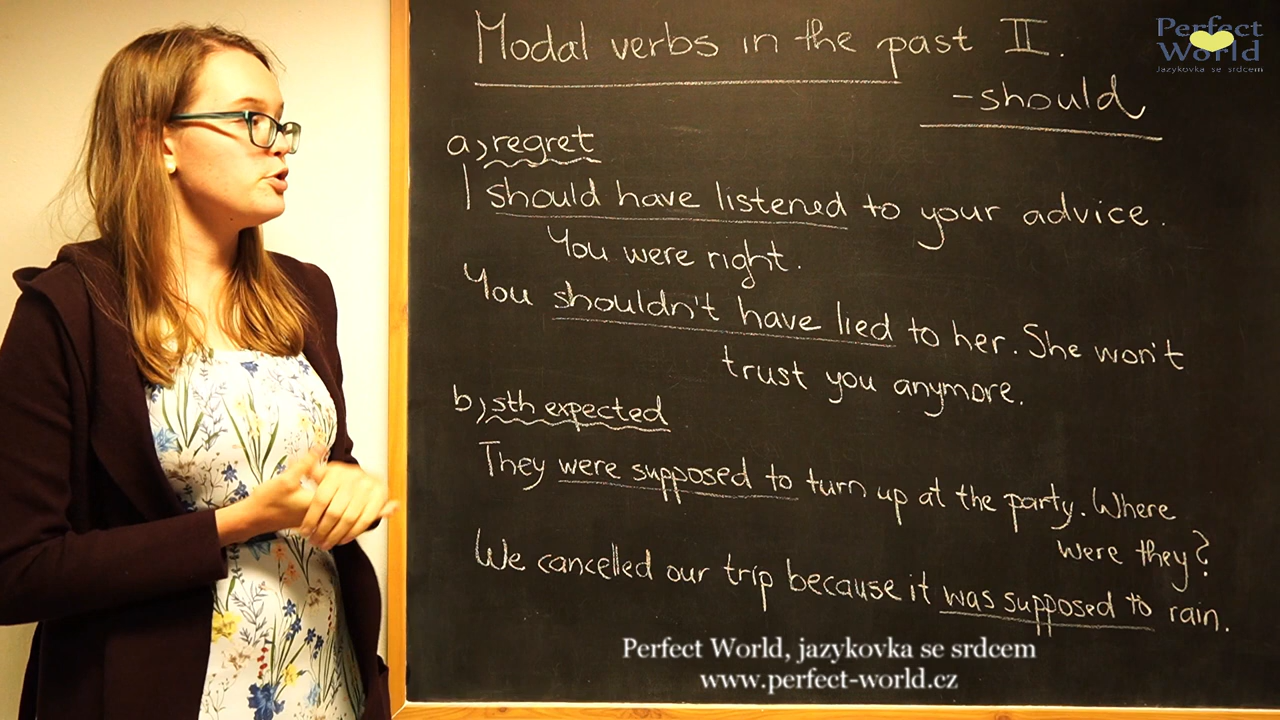 Modal verbs in the past II.
-should
Perfect
World
Jazykovka se srdcem
a, regret
I should have listened to your advice.
You were right.
You shouldn't have lied to her. She won't
trust you anymore.
b, sth expected
They were supposed to turn up at the party. Where
were they?
We cancelled our trip because it was supposed to rain.
Perfect World, jazykovka se srdcem
www.perfect-world.cz